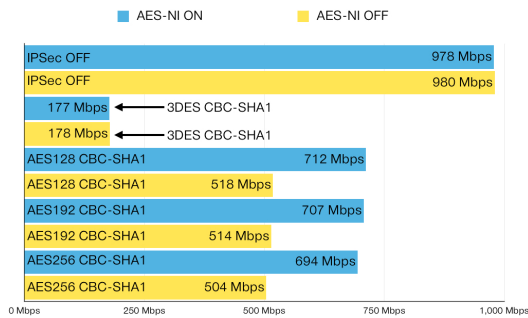 AES-NI ON AES-NI OFF
IPSec OFF 978 Mbps
IPSec OFF 980 Mbps
177 Mbps 3DES CBC-SHA1
178 Mbps 3DES CBC-SHA1
AES128 CBC-SHA1 712 Mbps
AES128 CBC-SHA1 518 Mbps
AES192 CBC-SHA1 707 Mbps
AES192 CBC-SHA1 514 Mbps
AES256 CBC-SHA1 694 Mbps
AES256 CBC-SHA1 504 Mbps
0 Mbps 250 Mbps 500 Mbps 750 Mbps 1,000 Mbps